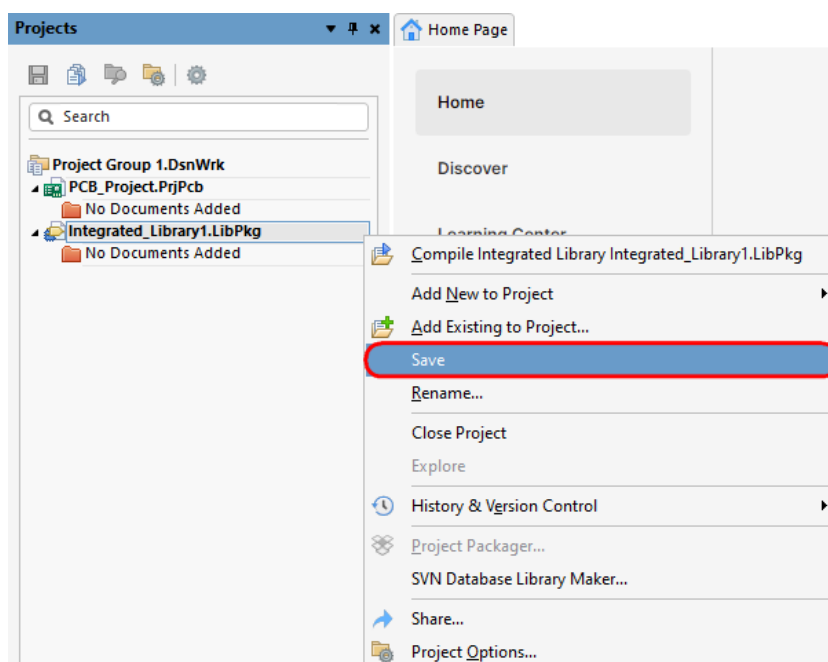 Projects
Home Page
Search
Project Group 1.DsnWrk
PCB_Project.PrjPcb
No Documents Added
Integrated_Library1.LibPkg
No Documents Added
Home
Discover
Learning Center
Compile Integrated Library Integrated_Library1.LibPkg
Add New to Project
Add Existing to Project...
Save
Rename...
Close Project
Explore
History & Version Control
Project Packager...
SVN Database Library Maker...
Share...
Project Options...